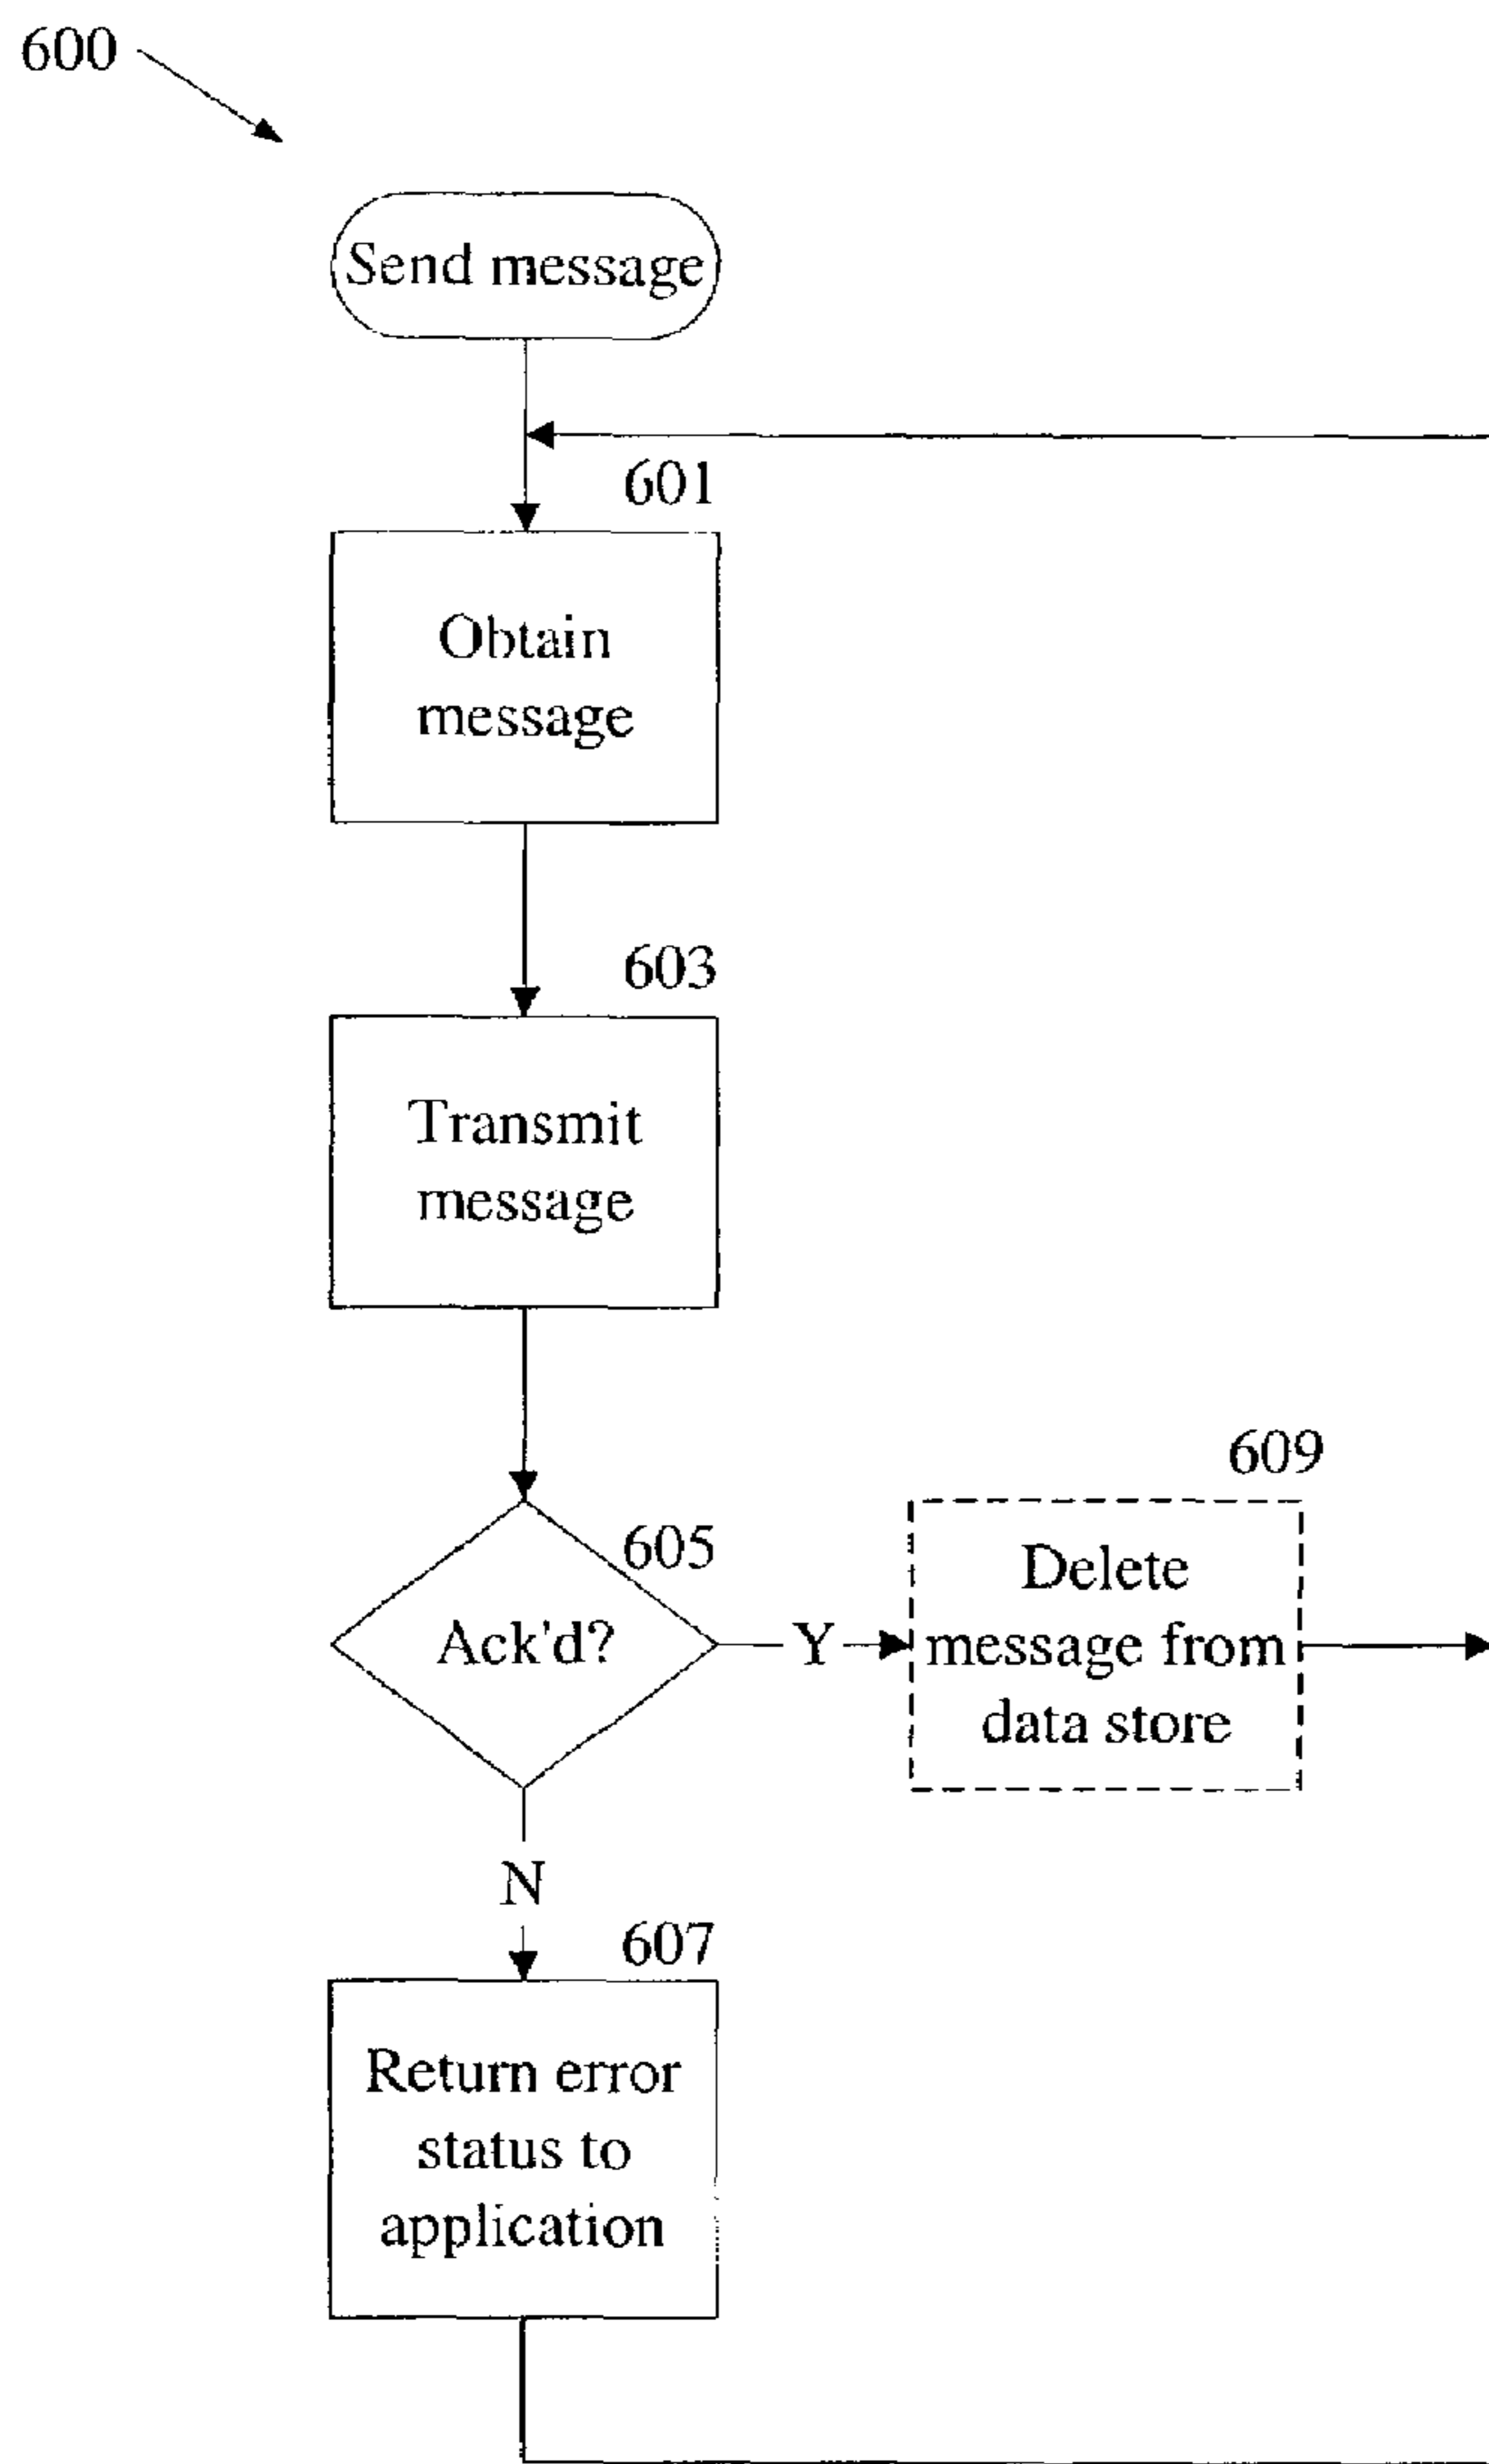 600
Send message
601
Obtain
message
603
Transmit
message
605
Ack'd?
Y
609
Delete
message from
data store
N
607
Return error
status to
application